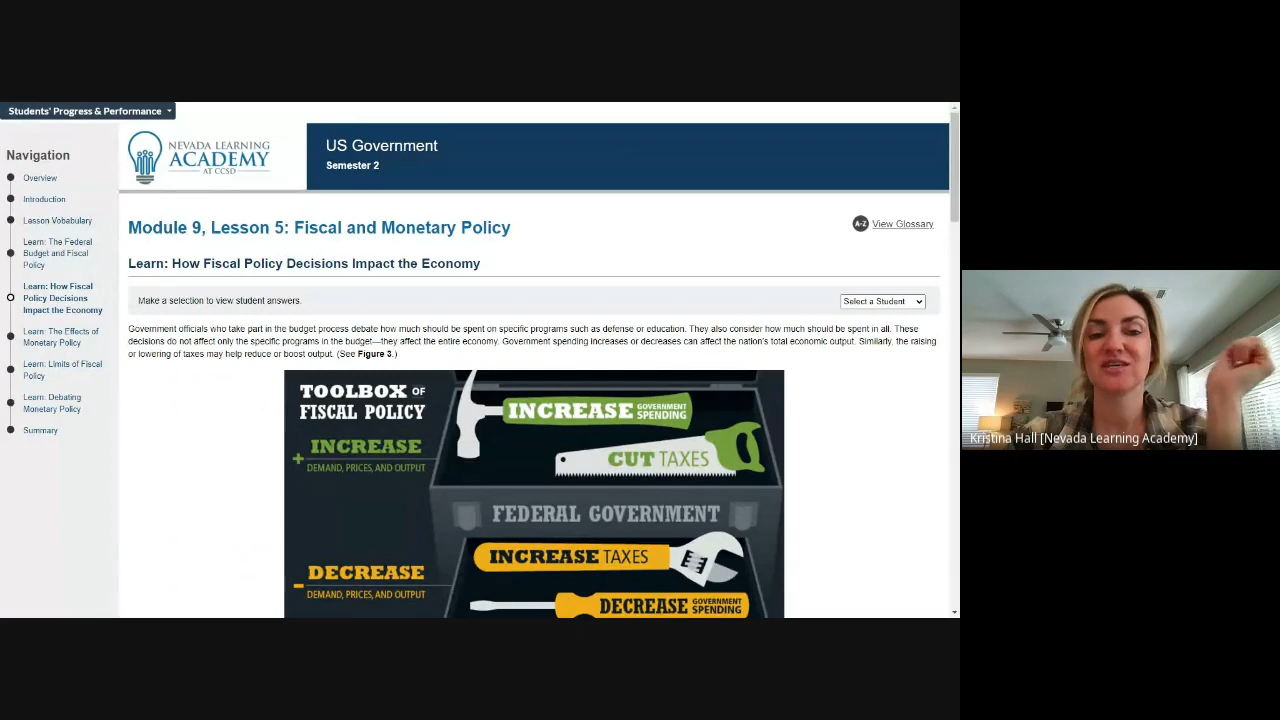 Students' Progress & Performance
Navigation
Overview
Introduction
Lesson Vobabulary
Learn: The Federal
Budget and Fiscal
Policy
Learn: How Fiscal
Policy Decisions
Impact the Economy
Learn: The Effects of
Monetary Policy
Learn: Limits of Fiscal
Policy
Learn: Debating
Monetary Policy
Summary
NEVADA LEARNING
ACADEMY
AT CCSD
US Government
Semester 2
Module 9, Lesson 5: Fiscal and Monetary Policy
A-Z View Glossary
Learn: How Fiscal Policy Decisions Impact the Economy
Make a selection to view student answers.
Select a Student
Government officials who take part in the budget process debate how much should be spent on specific programs such as defense or education. They also consider how much should be spent in all. These
decisions do not affect only the specific programs in the budget—they affect the entire economy. Government spending increases or decreases can affect the nation's total economic output. Similarly, the raising
or lowering of taxes may help reduce or boost output. (See Figure 3.)
TOOLBOX OF
FISCAL POLICY
+ INCREASE
DEMAND, PRICES, AND OUTPUT
INCREASE GOVERNMENT SPENDING
CUT TAXES
FEDERAL GOVERNMENT
INCREASE TAXES
- DECREASE
DEMAND, PRICES, AND OUTPUT
DECREASE GOVERNMENT SPENDING
Kristina Hall [Nevada Learning Academy]